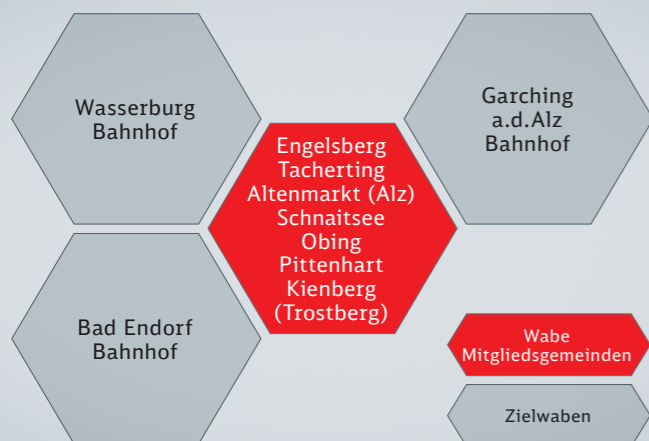 Wasserburg
Bahnhof
Garching
a.d.Alz
Bahnhof
Engelsberg
Tacherting
Altenmarkt (Alz)
Schnaitsee
Obing
Pittenhart
Kienberg
(Trostberg)
Bad Endorf
Bahnhof
Wabe
Mitgliedsgemeinden
Zielwaben